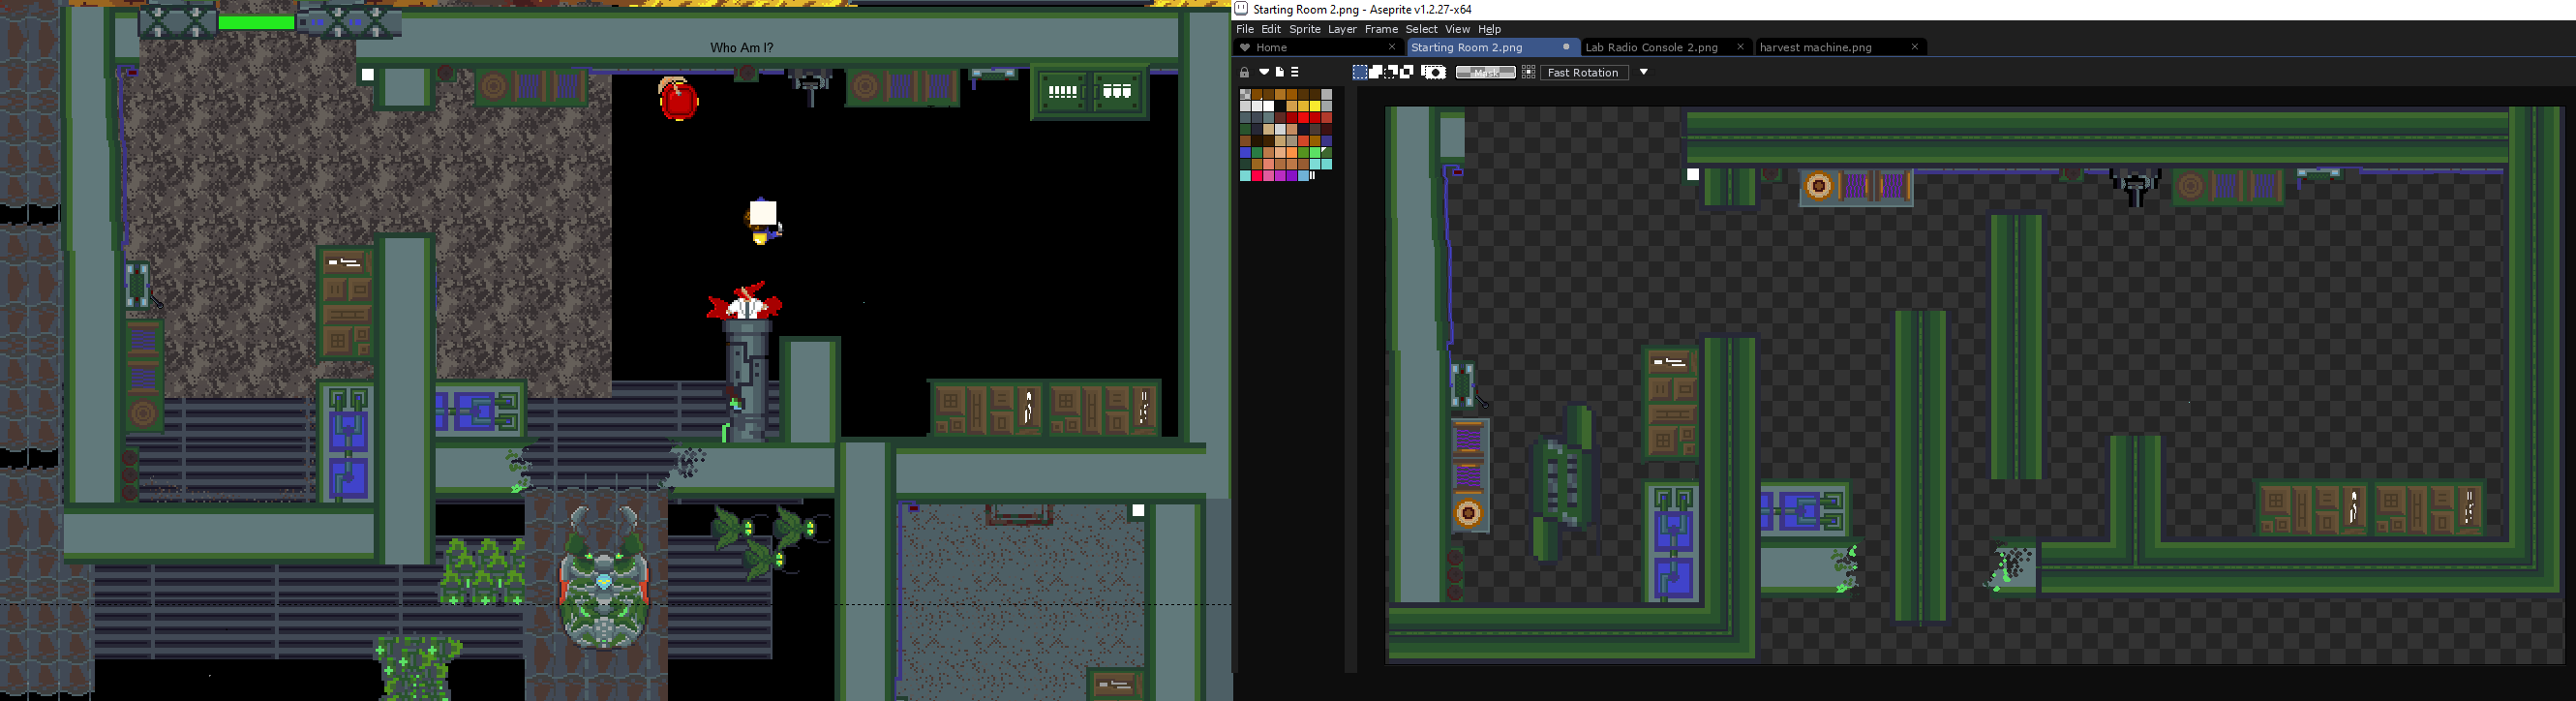 Who Am I?
Starting Room 2.png - Aseprite v1.2.27-x64
File Edit Sprite Layer Frame Select View Help
Home
Starting Room 2.png
Lab Radio Console 2.png
harvest machine.png
Mask
Fast Rotation